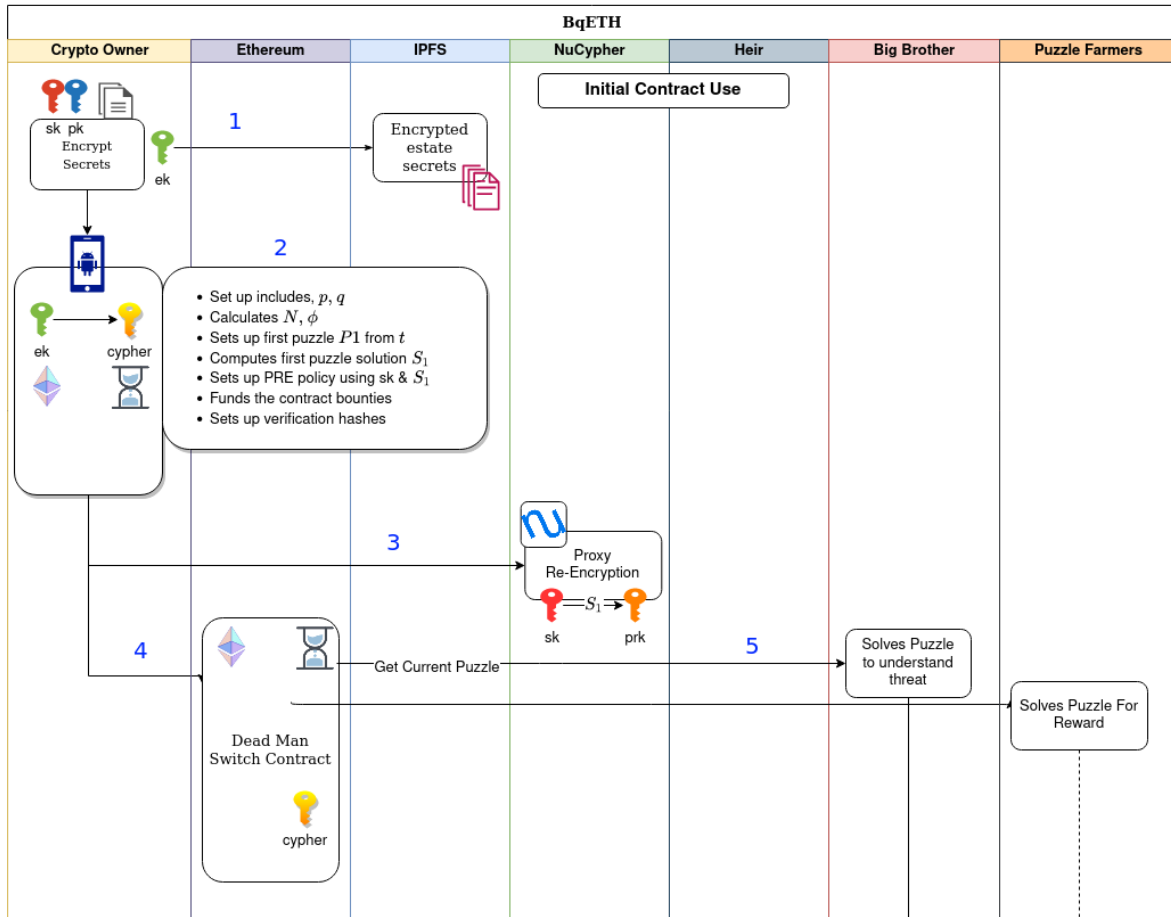 BqETH
Crypto Owner
Ethereum
IPFS
NuCypher
Heir
Big Brother
Puzzle Farmers
Initial Contract Use
sk pk
Encrypt
Secrets
ek
1
Encrypted
estate
secrets
2
ek
cypher
• Set up includes, p, q
• Calculates N, ϕ
• Sets up first puzzle P1 from t
• Computes first puzzle solution S₁
• Sets up PRE policy using sk & S₁
• Funds the contract bounties
• Sets up verification hashes
3
Proxy
Re-Encryption
S₁
sk
prk
4
Get Current Puzzle
5
Solves Puzzle
to understand
threat
Solves Puzzle For
Reward
Dead Man
Switch Contract
cypher